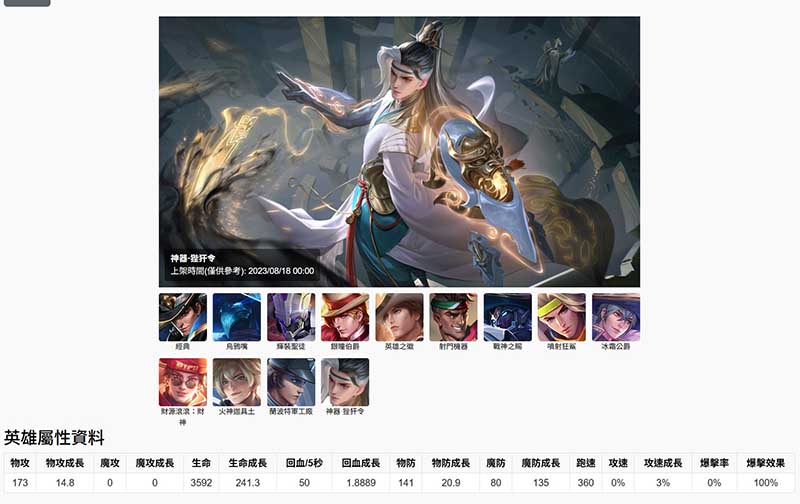 神器·狴犴令
上架時間(僅供參考): 2023/08/18 00:00
經典 烏鴉嘴 輝裝聖徒 銀瞳伯爵 英雄之徽 射門機器 戰神之賜 噴射狂鯊 冰霜公爵
財源滾滾：財神 火神迦具土 蘭波特軍工廠 神器·狴犴令
英雄屬性資料
物攻 物攻成長 魔攻 魔攻成長 生命 生命成長 回血/5秒 回血成長 物防 物防成長 魔防 魔防成長 跑速 攻速 攻速成長 爆擊率 爆擊效果
173 14.8 0 0 3592 241.3 50 1.8889 141 20.9 80 135 360 0% 3% 0% 100%